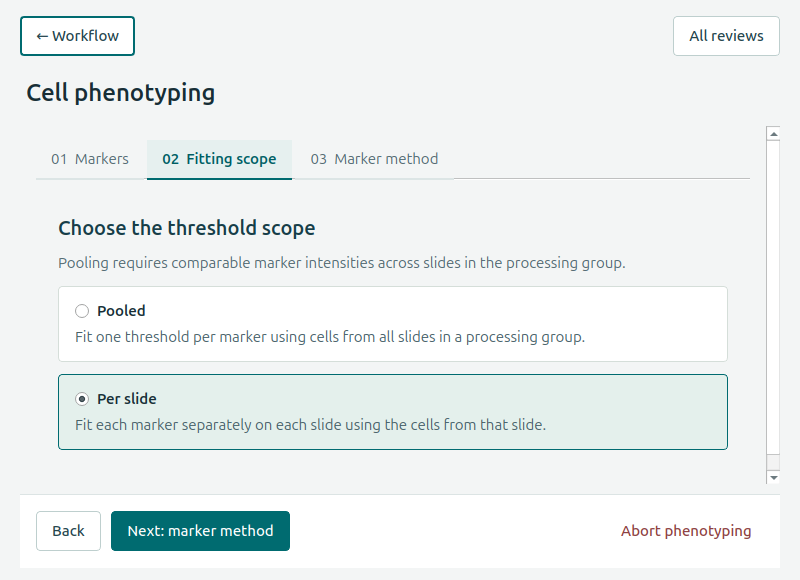 ← Workflow
All reviews
Cell phenotyping
01 Markers
02 Fitting scope
03 Marker method
Choose the threshold scope
Pooling requires comparable marker intensities across slides in the processing group.
Pooled
Fit one threshold per marker using cells from all slides in a processing group.
Per slide
Fit each marker separately on each slide using the cells from that slide.
Back
Next: marker method
Abort phenotyping